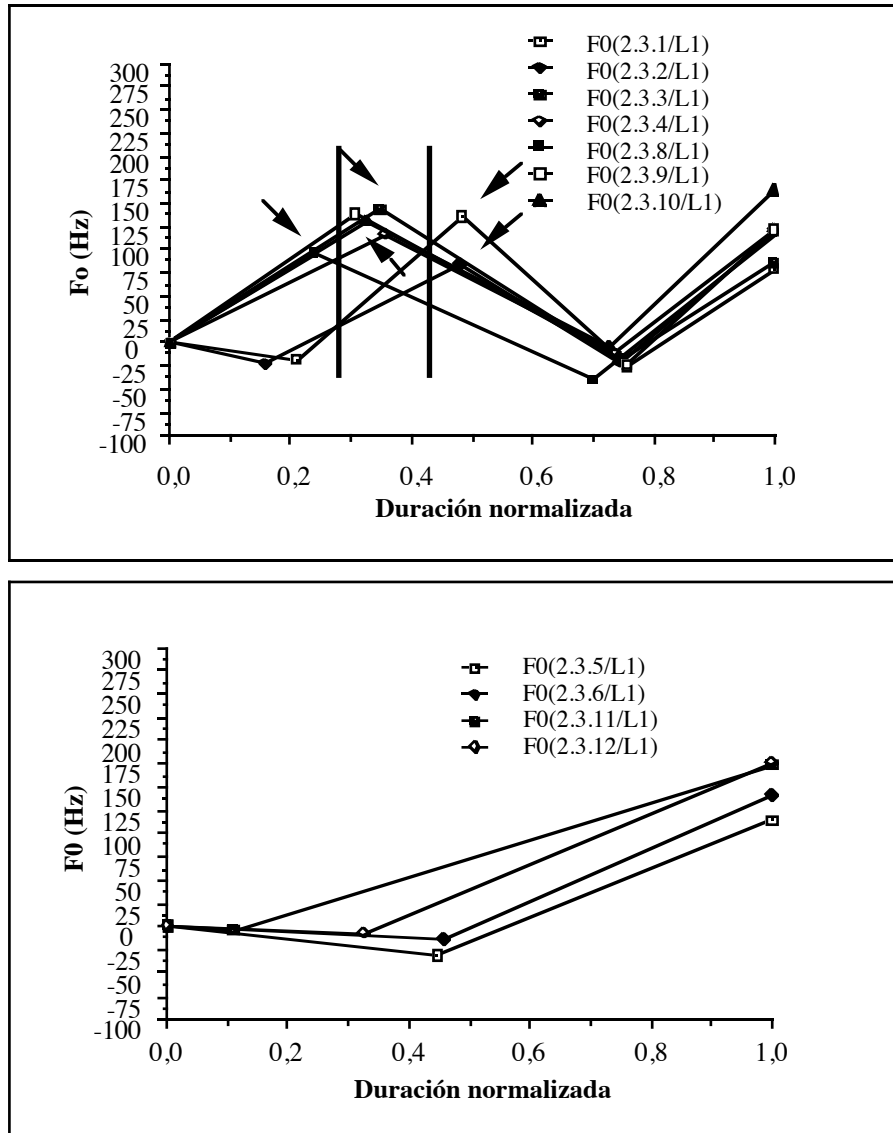 F0(2.3.1/L1)
F0(2.3.2/L1)
F0(2.3.3/L1)
F0(2.3.4/L1)
F0(2.3.8/L1)
F0(2.3.9/L1)
F0(2.3.10/L1)
Fo (Hz)
300
275
250
225
200
175
150
125
100
75
50
25
0
-25
-50
-75
-100
0,0 0,2 0,4 0,6 0,8 1,0
Duración normalizada
F0(2.3.5/L1)
F0(2.3.6/L1)
F0(2.3.11/L1)
F0(2.3.12/L1)
F0 (Hz)
300
275
250
225
200
175
150
125
100
75
50
25
0
-25
-50
-75
-100
0,0 0,2 0,4 0,6 0,8 1,0
Duración normalizada